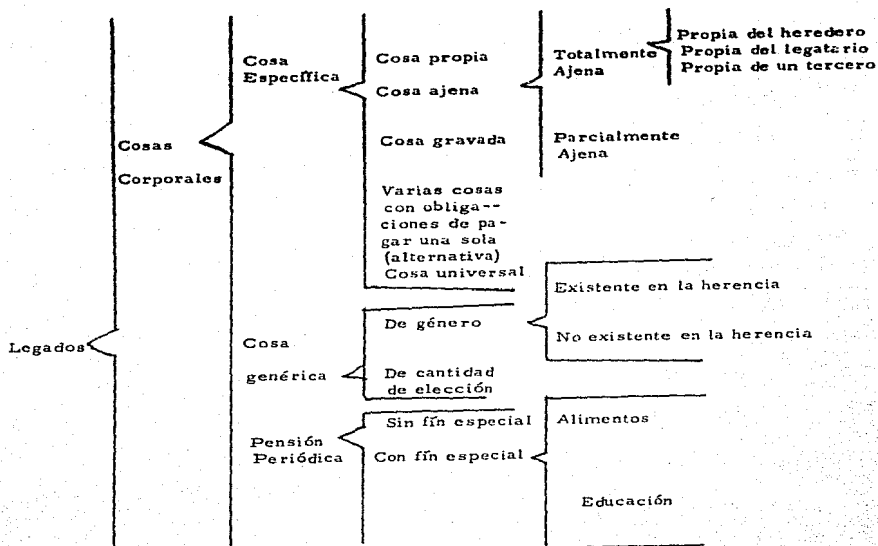 Legados
Cosas
Corporales
Cosa
Específica
Cosa propia
Cosa ajena
Totalmente
Ajena
Propia del heredero
Propia del legatario
Propia de un tercero
Parcialmente
Ajena
Cosa gravada
Varias cosas
con obliga--
ciones de pa-
gar una sola
(alternativa)
Cosa universal
Cosa
genérica
De género
Existente en la herencia
No existente en la herencia
De cantidad
de elección
Pensión
Periódica
Sin fín especial
Con fín especial
Alimentos
Educación